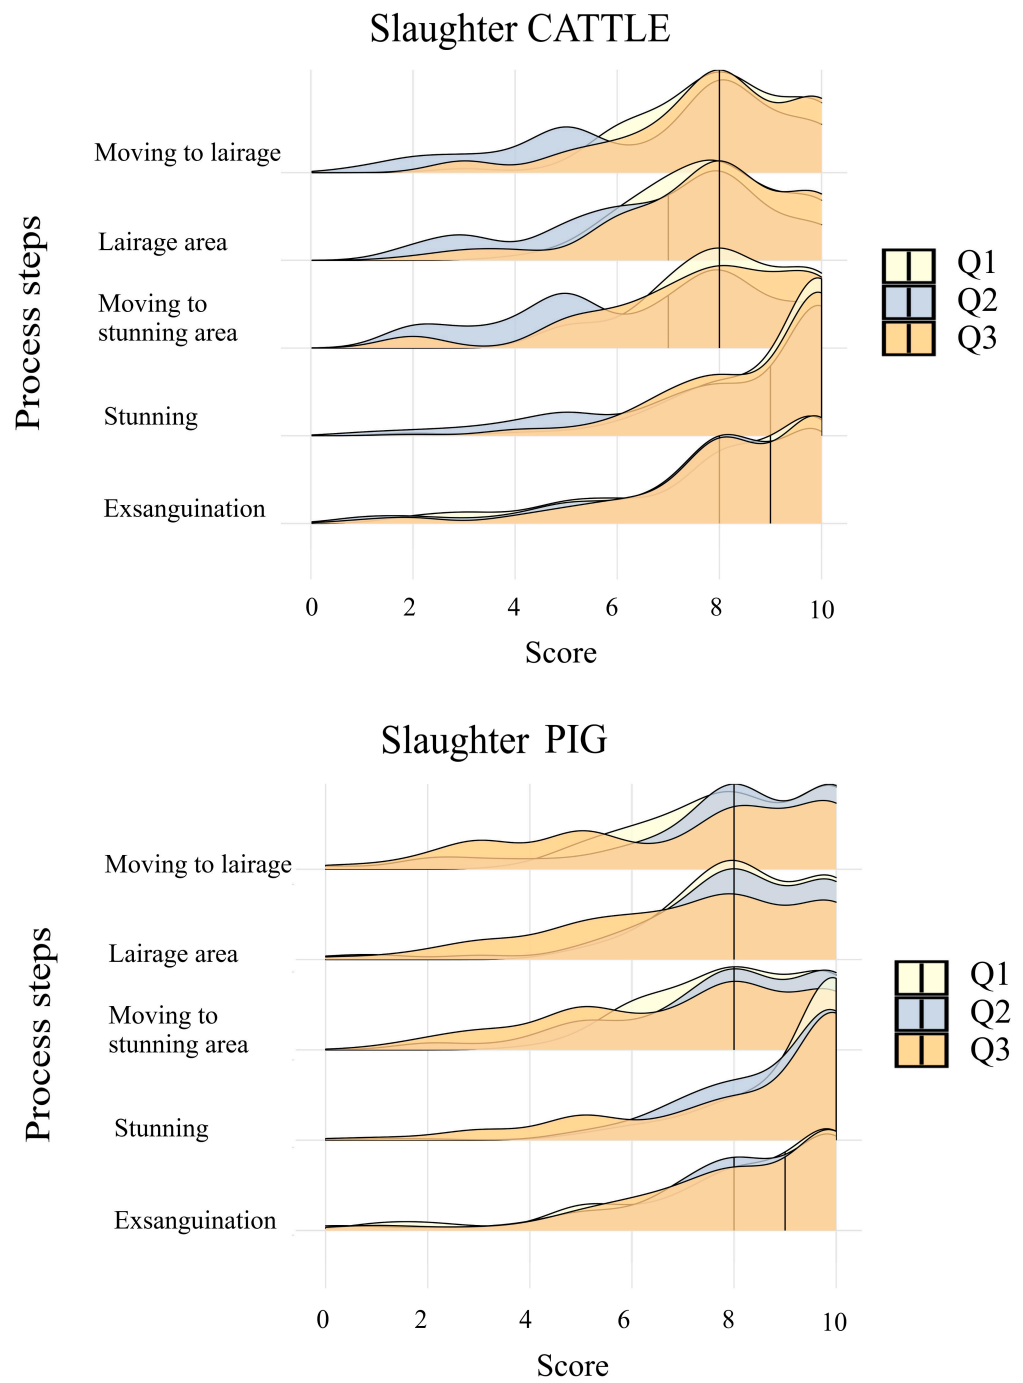 Slaughter CATTLE
Moving to lairage
Lairage area
Moving to
stunning area
Stunning
Exsanguination
Process steps
0 2 4 6 8 10
Score
Q1
Q2
Q3
Slaughter PIG
Moving to lairage
Lairage area
Moving to
stunning area
Stunning
Exsanguination
Process steps
0 2 4 6 8 10
Score
Q1
Q2
Q3